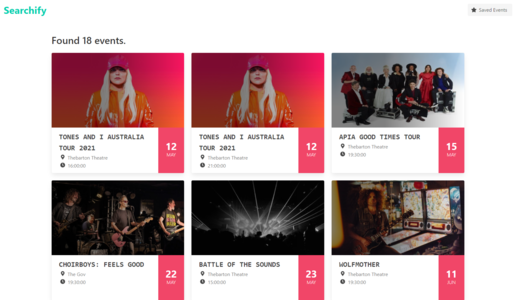 Searchify
Saved Events
Found 18 events.
TONES AND I AUSTRALIA
TOUR 2021
Thebarton Theatre
16:00:00
12
MAY
TONES AND I AUSTRALIA
TOUR 2021
Thebarton Theatre
21:00:00
12
MAY
APIA GOOD TIMES TOUR
Thebarton Theatre
19:30:00
15
MAY
CHOIRBOYS: FEELS GOOD
The Gov
19:30:00
22
MAY
BATTLE OF THE SOUNDS
Thebarton Theatre
15:00:00
23
MAY
WOLFMOTHER
Thebarton Theatre
19:30:00
11
JUN